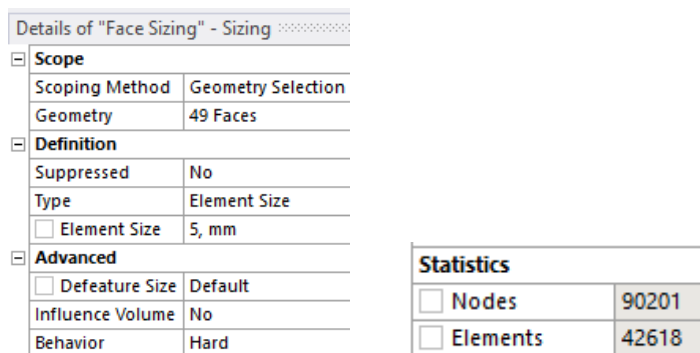 Details of "Face Sizing" - Sizing
Scope
Scoping Method Geometry Selection
Geometry 49 Faces
Definition
Suppressed No
Type Element Size
Element Size 5, mm
Advanced
Defeature Size Default
Influence Volume No
Behavior Hard
Statistics
Nodes 90201
Elements 42618